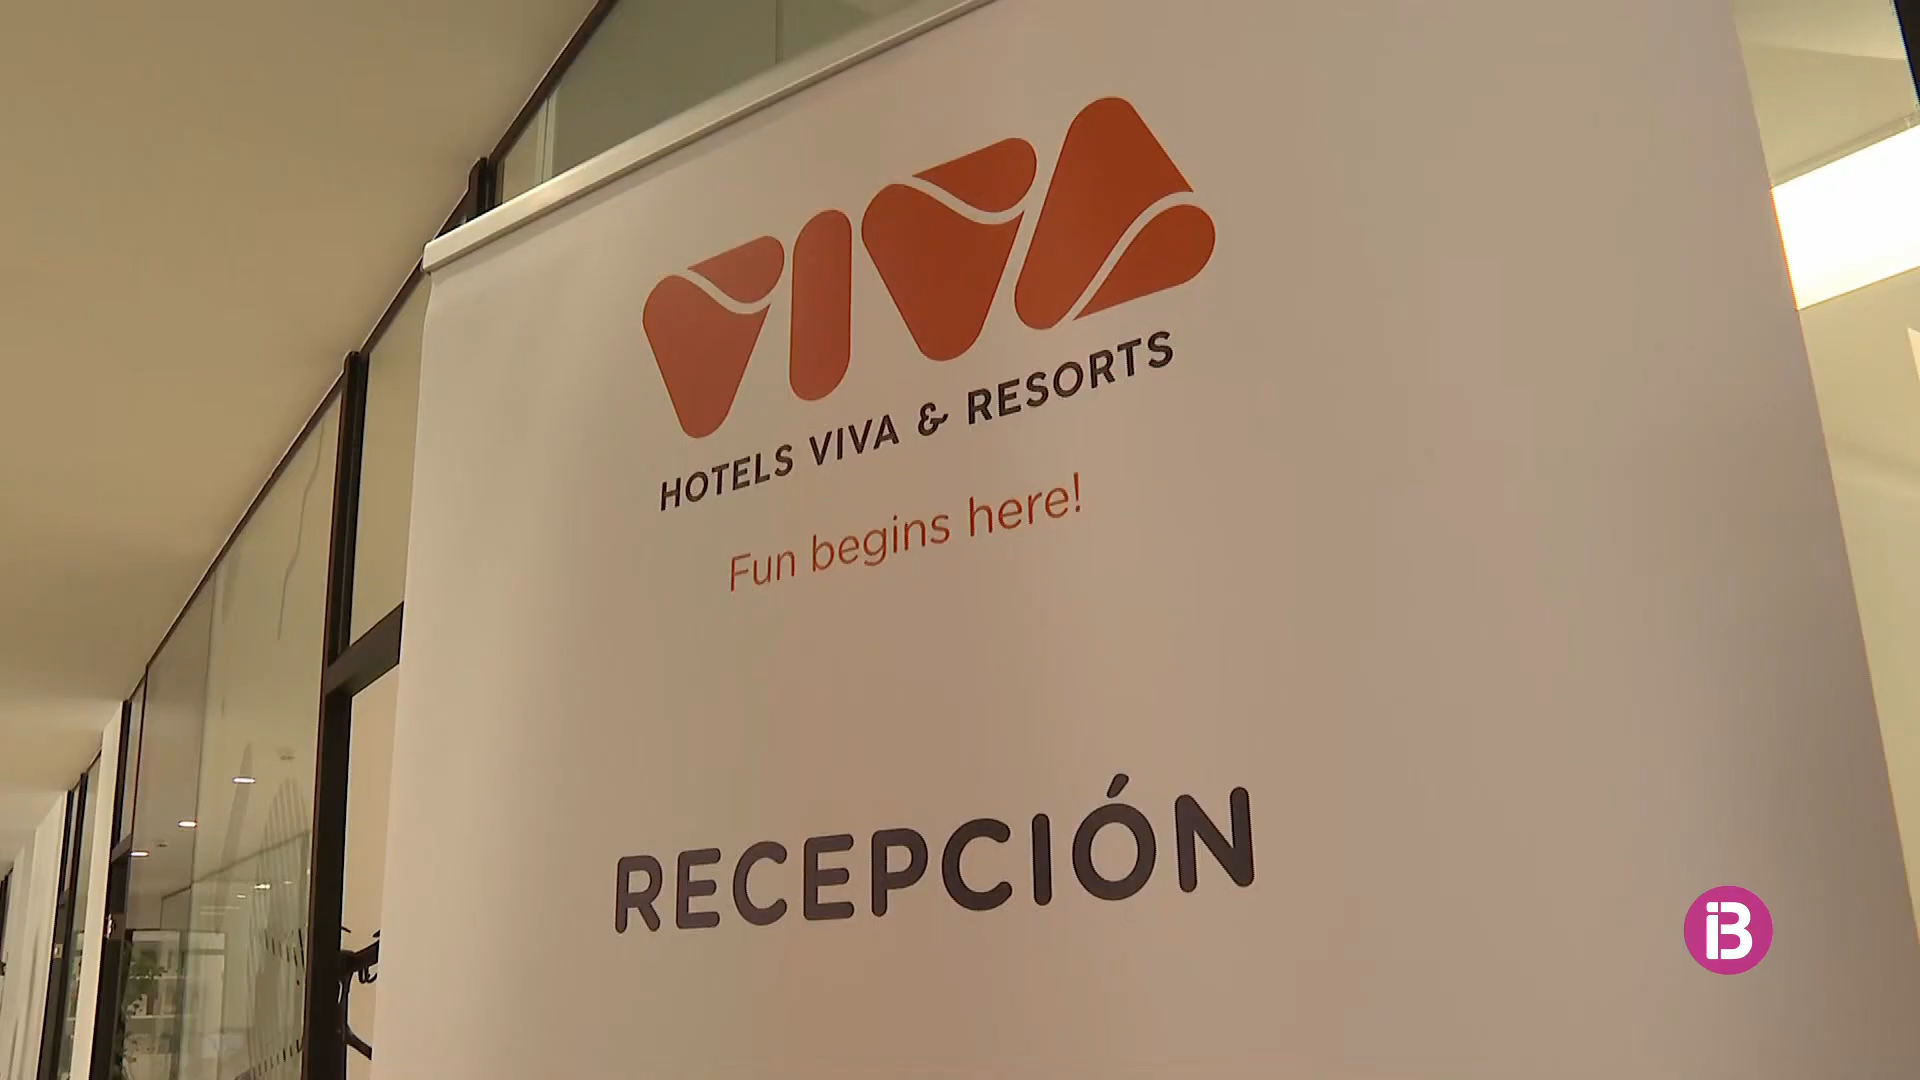 VIVA
HOTELS VIVA & RESORTS
Fun begins here!
RECEPCIÓN
IB